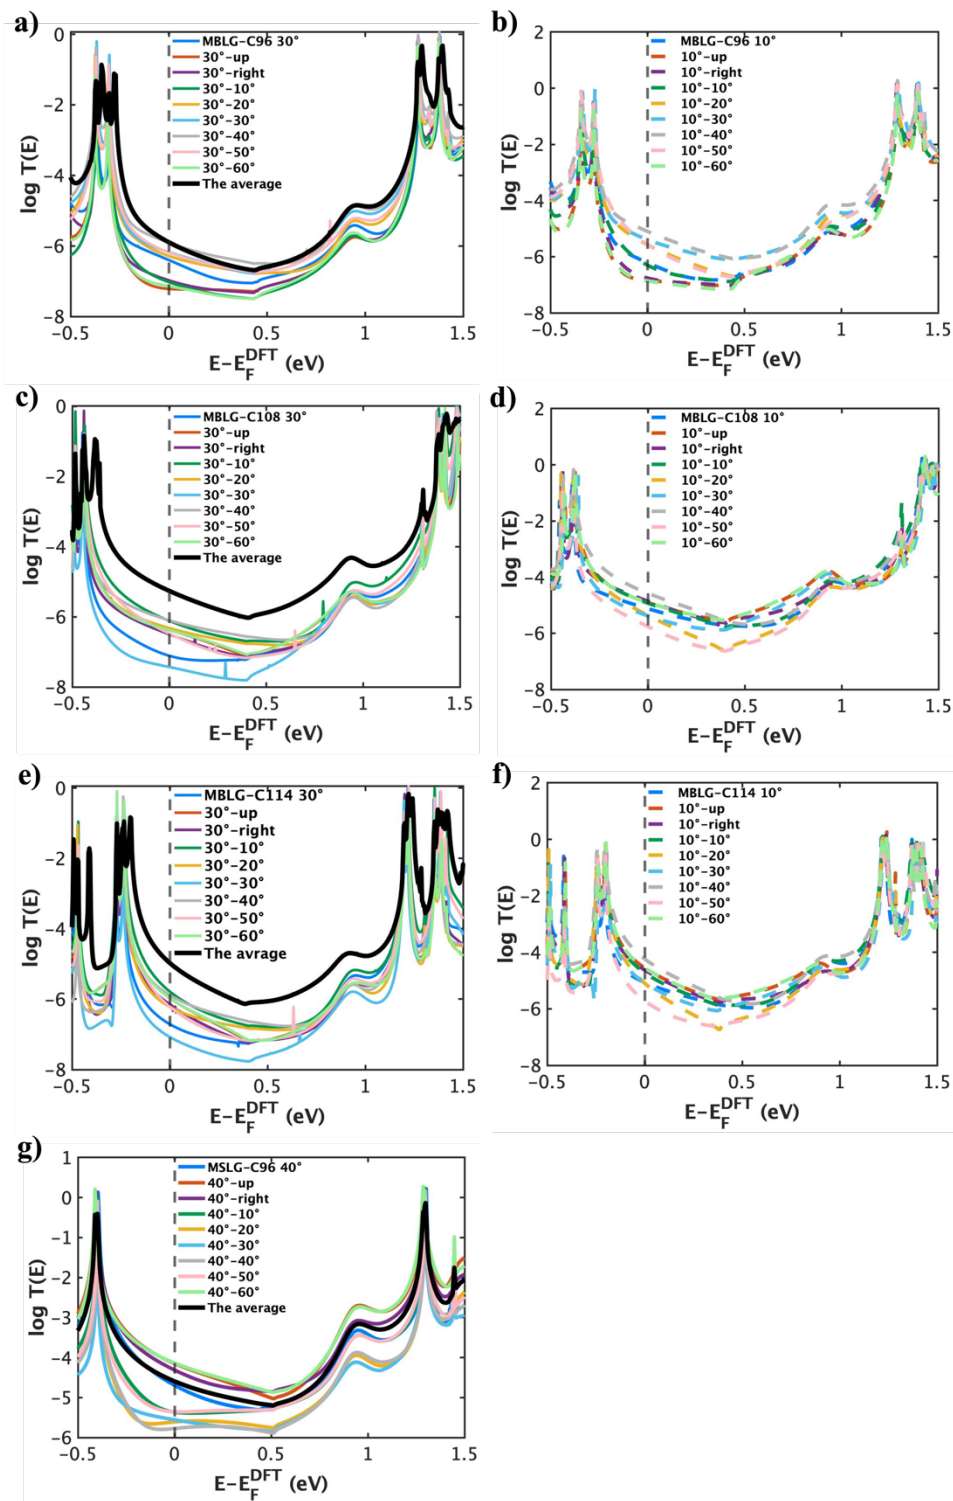 a)
log T(E)
0
−2
−4
−6
−8
MBLG-C96 30°
30°-up
30°-right
30°-10°
30°-20°
30°-30°
30°-40°
30°-50°
30°-60°
The average
−0.5 0 0.5 1 1.5
E−E_F^DFT (eV)
b)
log T(E)
2
0
−2
−4
−6
−8
MBLG-C96 10°
10°-up
10°-right
10°-10°
10°-20°
10°-30°
10°-40°
10°-50°
10°-60°
−0.5 0 0.5 1 1.5
E−E_F^DFT (eV)
c)
log T(E)
0
−2
−4
−6
−8
MBLG-C108 30°
30°-up
30°-right
30°-10°
30°-20°
30°-30°
30°-40°
30°-50°
30°-60°
The average
−0.5 0 0.5 1 1.5
E−E_F^DFT (eV)
d)
log T(E)
2
0
−2
−4
−6
−8
MBLG-C108 10°
10°-up
10°-right
10°-10°
10°-20°
10°-30°
10°-40°
10°-50°
10°-60°
−0.5 0 0.5 1 1.5
E−E_F^DFT (eV)
e)
log T(E)
0
−2
−4
−6
−8
MBLG-C114 30°
30°-up
30°-right
30°-10°
30°-20°
30°-30°
30°-40°
30°-50°
30°-60°
The avrage
−0.5 0 0.5 1 1.5
E−E_F^DFT (eV)
f)
log T(E)
2
0
−2
−4
−6
−8
MBLG-C114 10°
10°-up
10°-right
10°-10°
10°-20°
10°-30°
10°-40°
10°-50°
10°-60°
−0.5 0 0.5 1 1.5
E−E_F^DFT (eV)
g)
log T(E)
1
0
−1
−2
−3
−4
−5
−6
MSLG-C96 40°
40°-up
40°-right
40°-10°
40°-20°
40°-30°
40°-40°
40°-50°
40°-60°
The average
−0.5 0 0.5 1 1.5
E−E_F^DFT (eV)